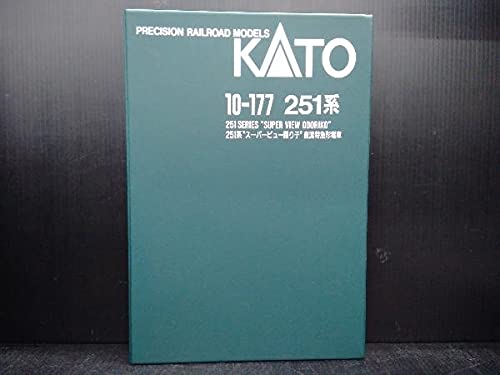 PRECISION RAILROAD MODELS
KATO
10-177 251系
251 SERIES "SUPER VIEW ODORIKO"
251系"スーパービュー踊り子"直流特急形電車